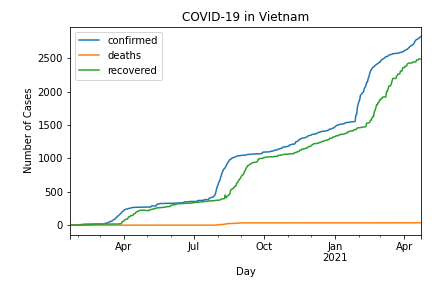 COVID-19 in Vietnam
confirmed
deaths
recovered
Number of Cases
2500
2000
1500
1000
500
0
Apr
Jul
Oct
Jan
2021
Apr
Day